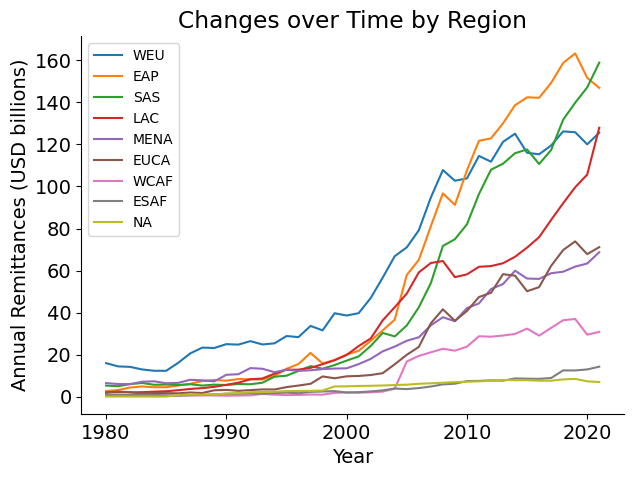 Changes over Time by Region
Annual Remittances (USD billions)
160
140
120
100
80
60
40
20
0
WEU
EAP
SAS
LAC
MENA
EUCA
WCAF
ESAF
NA
1980
1990
2000
2010
2020
Year